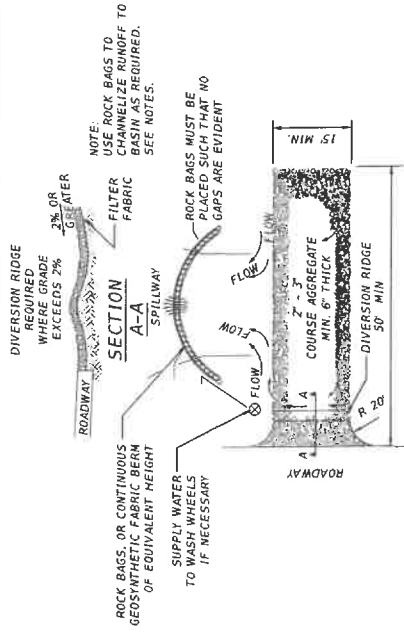 DIVERSION RIDGE
REQUIRED
WHERE GRADE
EXCEEDS 2%
2% OR
GREATER
ROADWAY
FILTER
FABRIC
NOTE:
USE ROCK BAGS TO
CHANNELIZE RUNOFF TO
BASIN AS REQUIRED.
SEE NOTES.
SECTION
A-A
SPILLWAY
ROCK BAGS, OR CONTINUOUS
GEOSYNTHETIC FABRIC BERM
OF EQUIVALENT HEIGHT
ROCK BAGS MUST BE
PLACED SUCH THAT NO
GAPS ARE EVIDENT
SUPPLY WATER
TO WASH WHEELS
IF NECESSARY
FLOW
FLOW
FLOW
FLOW
2" - 3"
COURSE AGGREGATE
MIN. 6" THICK
15' MIN.
A
A
ROADWAY
R 20'
DIVERSION RIDGE
50' MIN